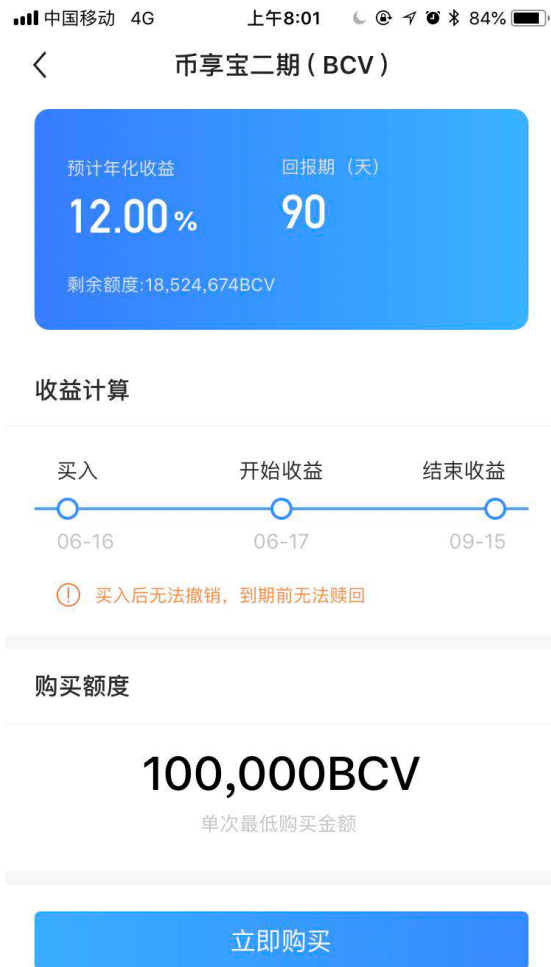 中国移动 4G 上午8:01 84%
币享宝二期（BCV）
预计年化收益 回报期（天）
12.00% 90
剩余额度:18,524,674BCV
收益计算
买入 开始收益 结束收益
06-16 06-17 09-15
买入后无法撤销，到期前无法赎回
购买额度
100,000BCV
单次最低购买金额
立即购买